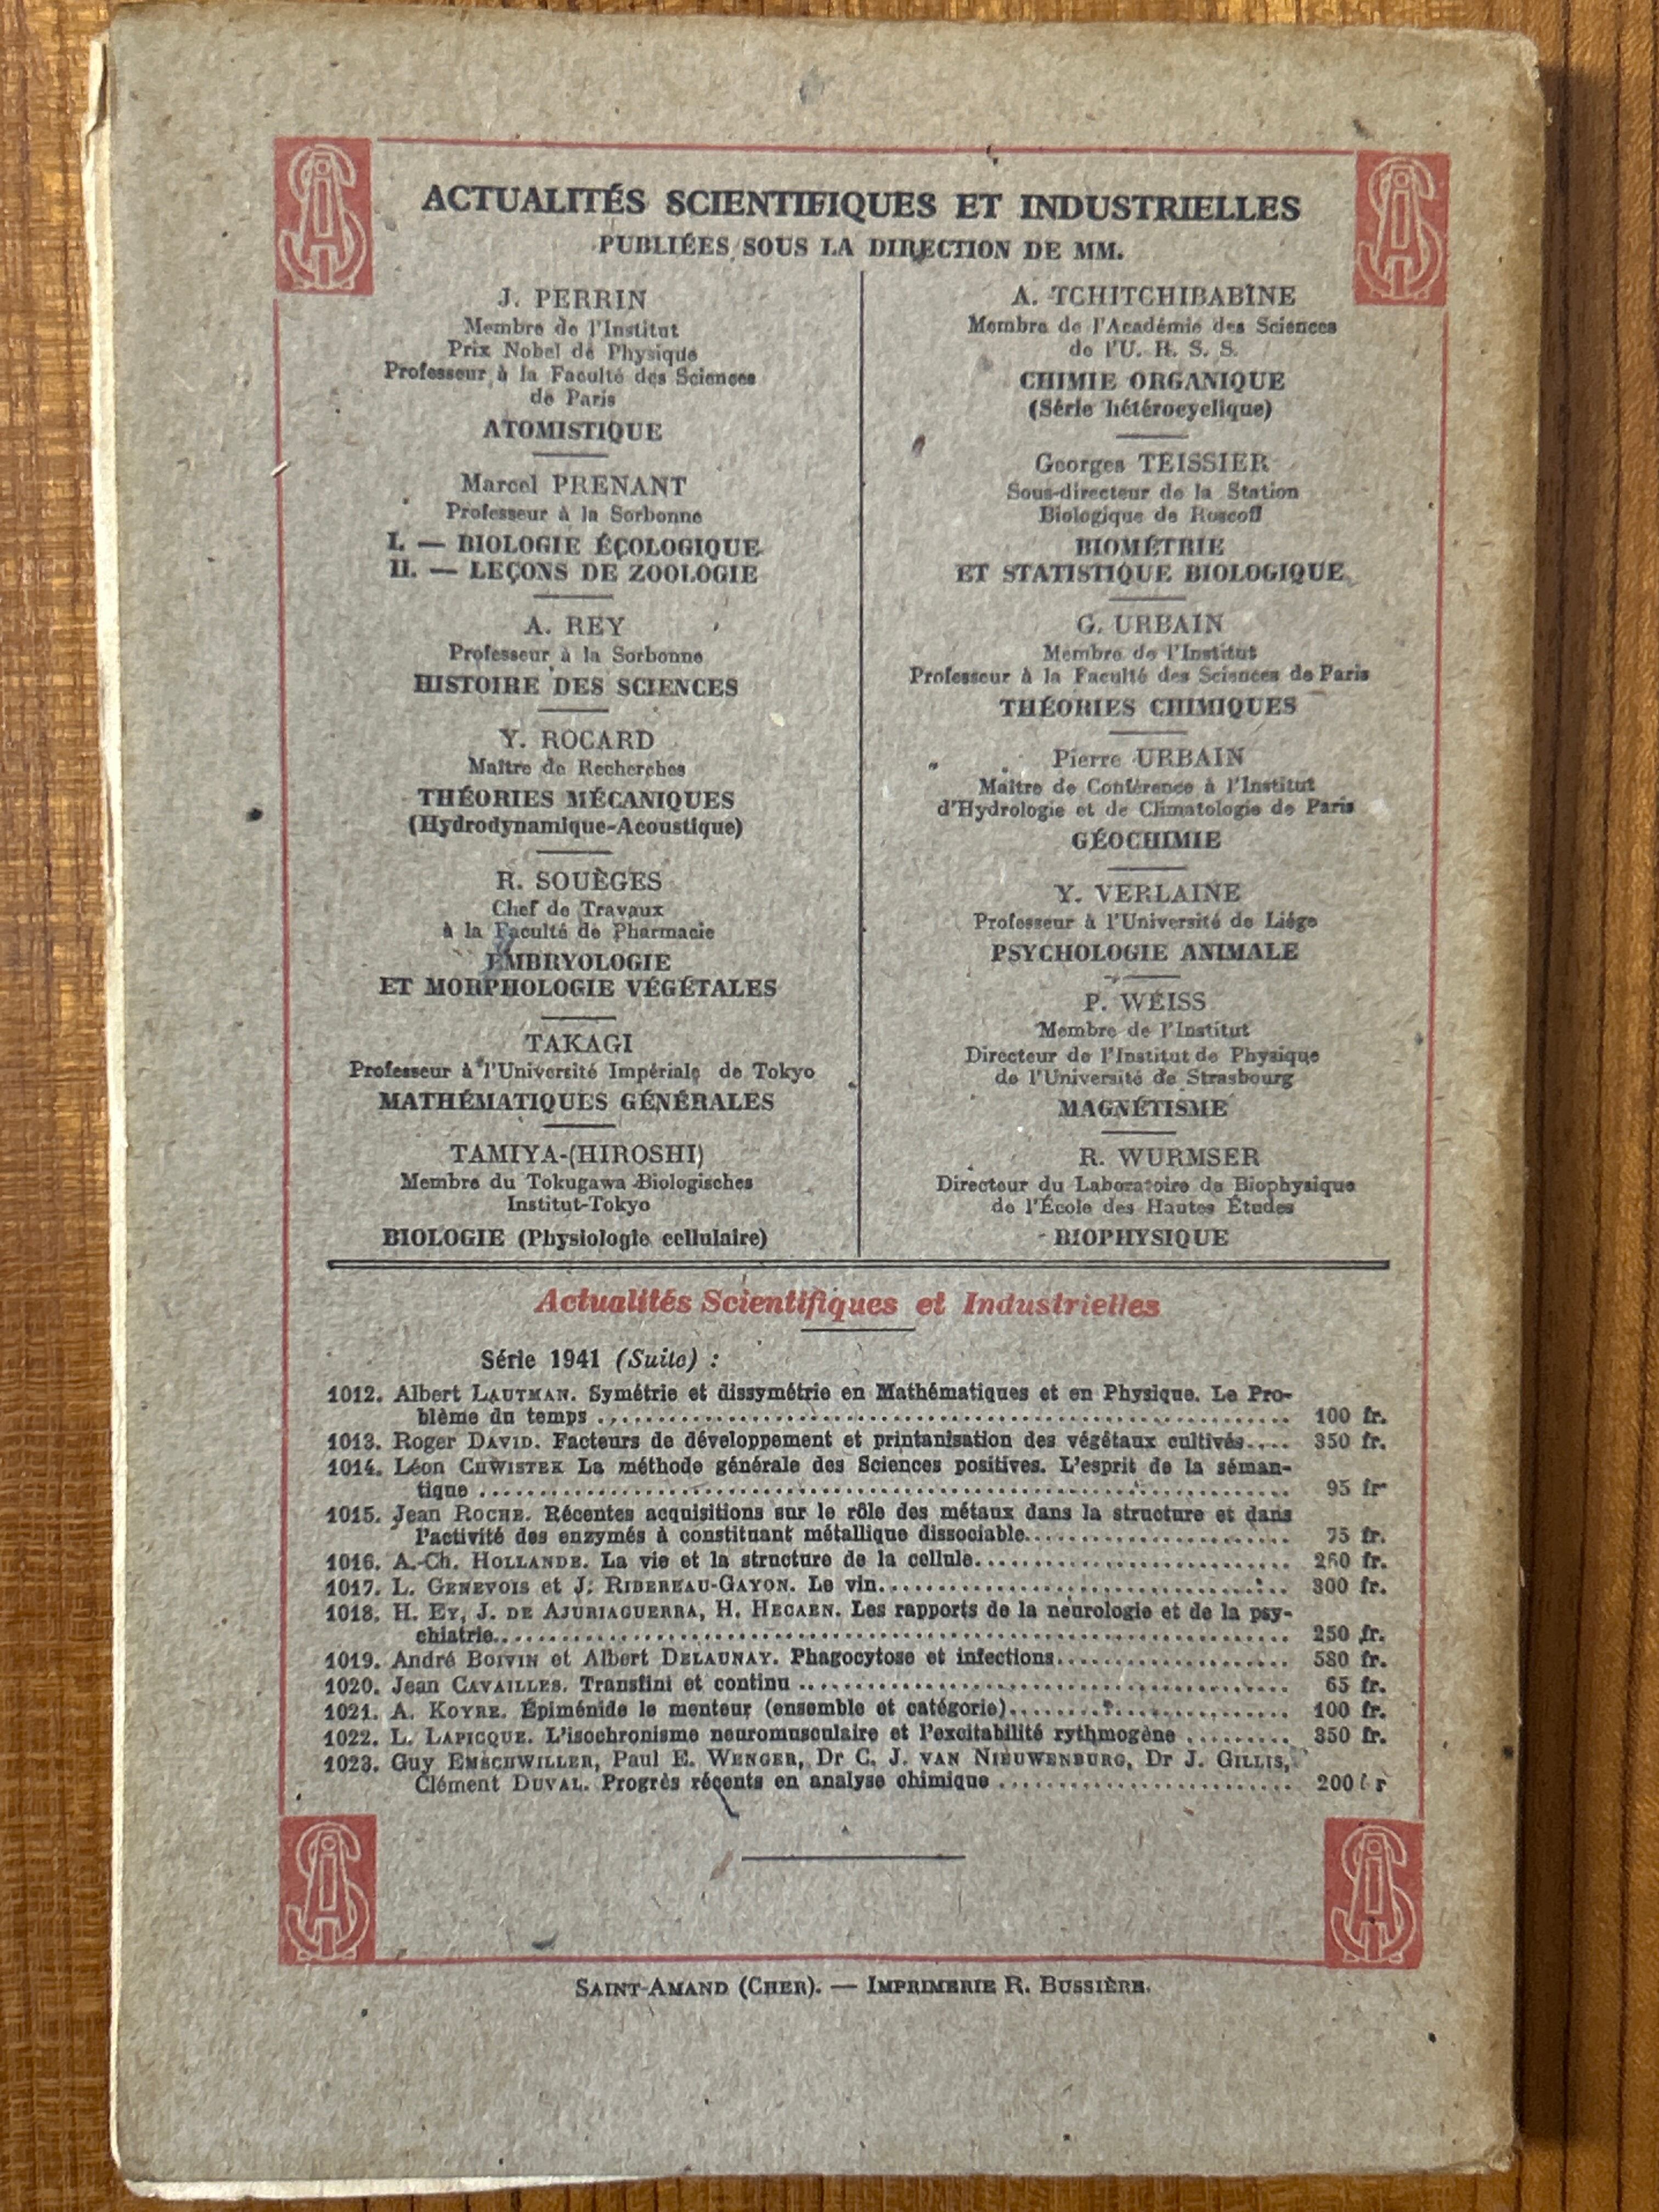 ACTUALITÉS SCIENTIFIQUES ET INDUSTRIELLES
PUBLIÉES SOUS LA DIRECTION DE MM.
J. PERRIN
Membre de l'Institut
Prix Nobel de Physique
Professeur à la Faculté des Sciences
de Paris
ATOMISTIQUE
Marcel PRENANT
Professeur à la Sorbonne
I. — BIOLOGIE ÉCOLOGIQUE
II. — LEÇONS DE ZOOLOGIE
A. REY
Professeur à la Sorbonne
HISTOIRE DES SCIENCES
Y. ROCARD
Maître de Recherches
THÉORIES MÉCANIQUES
(Hydrodynamique-Acoustique)
R. SOUÈGES
Chef de Travaux
à la Faculté de Pharmacie
EMBRYOLOGIE
ET MORPHOLOGIE VÉGÉTALES
TAKAGI
Professeur à l'Université Impériale de Tokyo
MATHÉMATIQUES GÉNÉRALES
TAMIYA-(HIROSHI)
Membre du Tokugawa Biologisches
Institut-Tokyo
BIOLOGIE (Physiologie cellulaire)
A. TCHITCHIBABINE
Membre de l'Académie des Sciences
de l'U. R. S. S.
CHIMIE ORGANIQUE
(Série hétérocyclique)
Georges TEISSIER
Sous-directeur de la Station
Biologique de Roscoff
BIOMÉTRIE
ET STATISTIQUE BIOLOGIQUE
G. URBAIN
Membre de l'Institut
Professeur à la Faculté des Sciences de Paris
THÉORIES CHIMIQUES
Pierre URBAIN
Maître de Conférence à l'Institut
d'Hydrologie et de Climatologie de Paris
GÉOCHIMIE
Y. VERLAINE
Professeur à l'Université de Liége
PSYCHOLOGIE ANIMALE
P. WEISS
Membre de l'Institut
Directeur de l'Institut de Physique
de l'Université de Strasbourg
MAGNÉTISME
R. WURMSER
Directeur du Laboratoire de Biophysique
de l'École des Hautes Études
BIOPHYSIQUE
Actualités Scientifiques et Industrielles
Série 1941 (Suite) :
1012. Albert LAUTMAN. Symétrie et dissymétrie en Mathématiques et en Physique. Le Pro-
blème du temps ........ 100 fr.
1013. Roger DAVID. Facteurs de développement et printanisation des végétaux cultivés.... 350 fr.
1014. Léon CHWISTEK La méthode générale des Sciences positives. L'esprit de la séman-
tique ........ 95 fr
1015. Jean ROCHE. Récentes acquisitions sur le rôle des métaux dans la structure et dans
l'activité des enzymés à constituant métallique dissociable........ 75 fr.
1016. A.-Ch. HOLLANDE. La vie et la structure de la cellule........ 260 fr.
1017. L. GENEVOIS et J. RIBEREAU-GAYON. Le vin........ 300 fr.
1018. H. EY, J. DE AJURIAGUERRA, H. HECAEN. Les rapports de la neurologie et de la psy-
chiatrie........ 250 fr.
1019. André BOIVIN et Albert DELAUNAY. Phagocytose et infections........ 580 fr.
1020. Jean CAVAILLES. Transfini et continu ........ 65 fr.
1021. A. KOYRE. Épiménide le menteur (ensemble et catégorie)........ 100 fr.
1022. L. LAPICQUE. L'isochronisme neuromusculaire et l'excitabilité rythmogène ........ 350 fr.
1023. Guy EMSCHWILLER, Paul E. WENGER, Dr C. J. VAN NIEUWENBURG, Dr J. GILLIS,
Clément DUVAL. Progrès récents en analyse chimique ........ 200 f r
SAINT-AMAND (CHER). — IMPRIMERIE R. BUSSIÈRE.